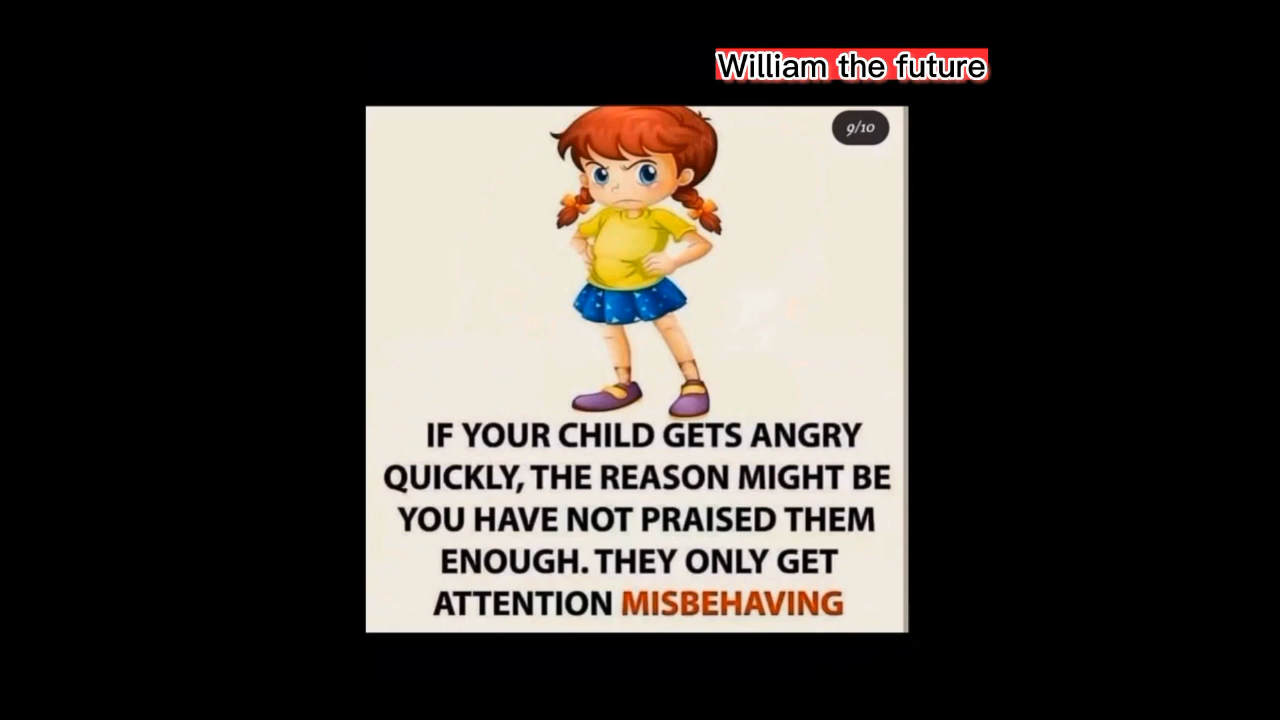 William the future
9/10
IF YOUR CHILD GETS ANGRY
QUICKLY, THE REASON MIGHT BE
YOU HAVE NOT PRAISED THEM
ENOUGH. THEY ONLY GET
ATTENTION MISBEHAVING